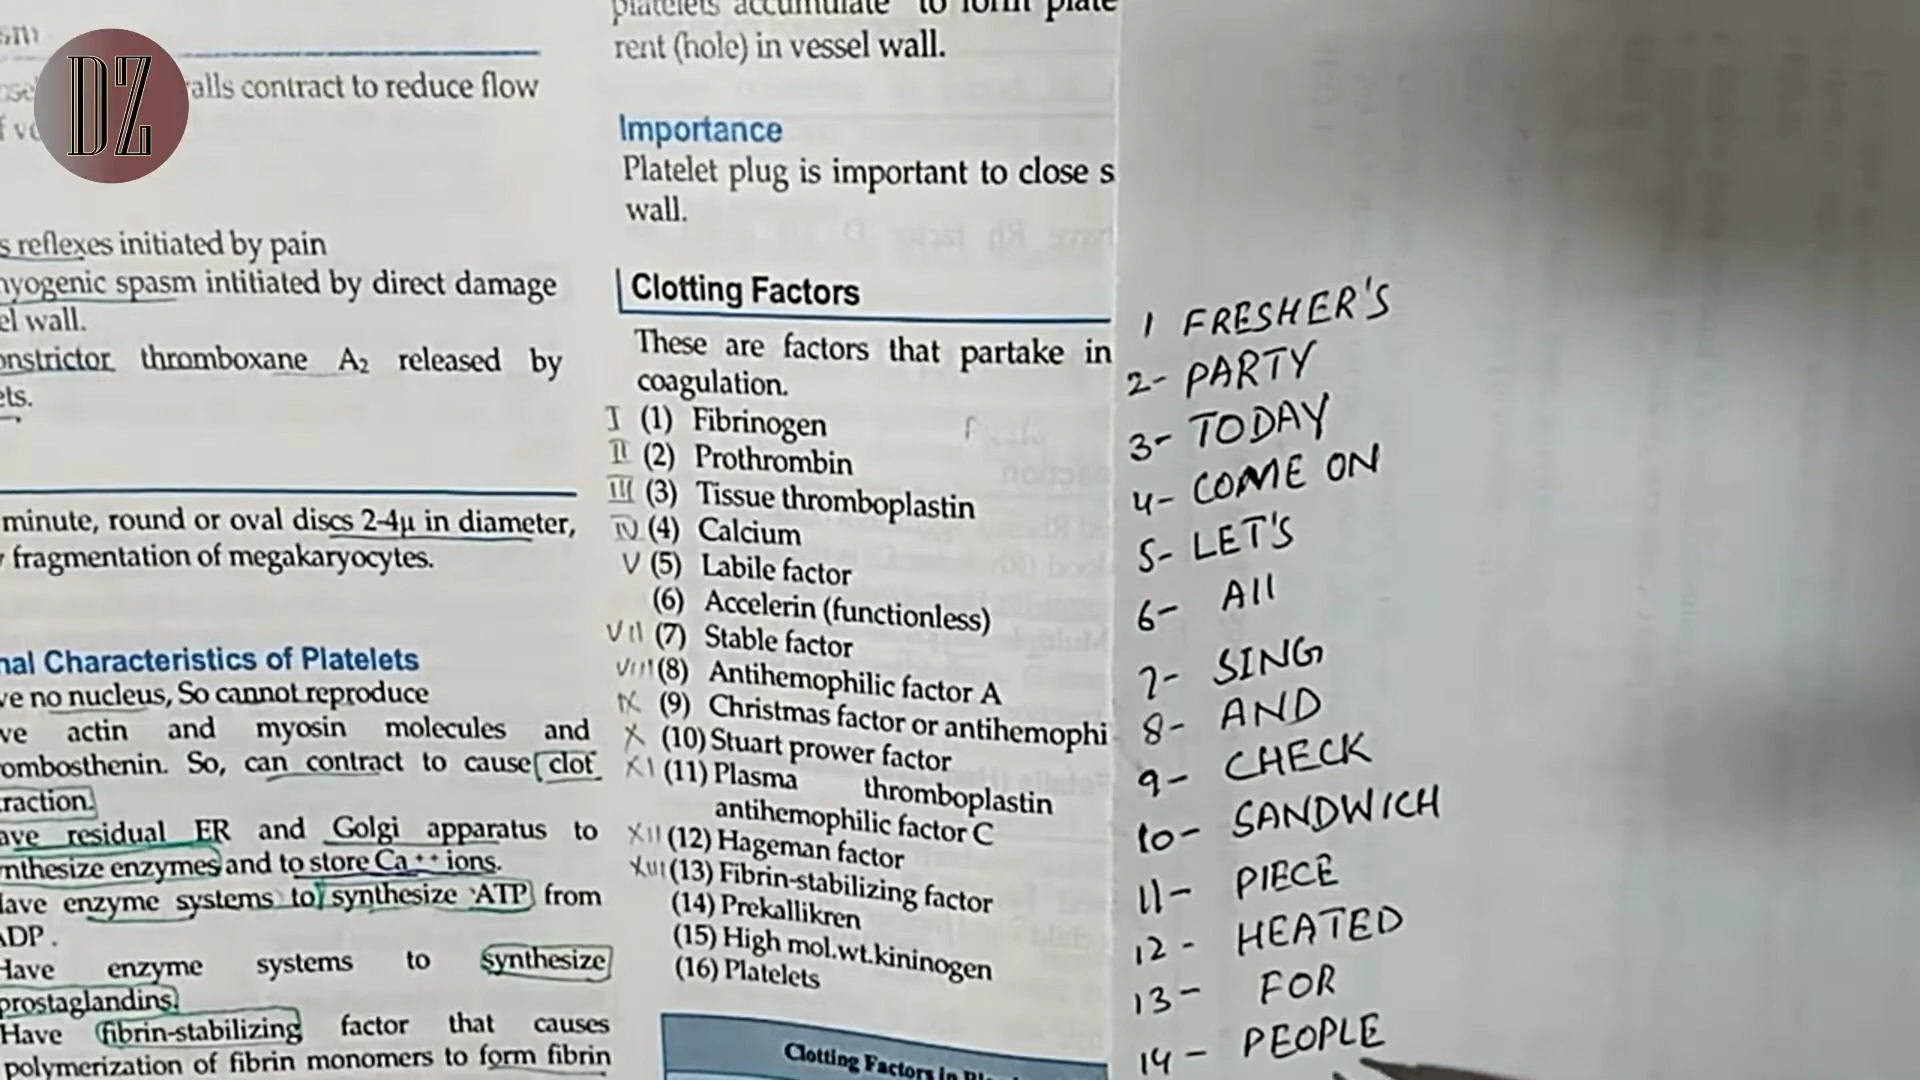 DZ
alls contract to reduce flow
s reflexes initiated by pain
yogenic spasm intitiated by direct damage
el wall.
onstrictor thromboxane A2 released by
ets.
minute, round or oval discs 2-4µ in diameter,
fragmentation of megakaryocytes.
nal Characteristics of Platelets
ve no nucleus, So cannot reproduce
ve actin and myosin molecules and
ombosthenin. So, can contract to cause clot
raction.
ave residual ER and Golgi apparatus to
nthesize enzymes and to store Ca++ ions.
Have enzyme systems to synthesize ATP from
ADP.
Have enzyme systems to synthesize
prostaglandins.
Have fibrin-stabilizing factor that causes
polymerization of fibrin monomers to form fibrin
platelets accumulate to form plate
rent (hole) in vessel wall.
Importance
Platelet plug is important to close s
wall.
Clotting Factors
These are factors that partake in
coagulation.
I (1) Fibrinogen
II (2) Prothrombin
III (3) Tissue thromboplastin
IV (4) Calcium
V (5) Labile factor
(6) Accelerin (functionless)
VII (7) Stable factor
VIII (8) Antihemophilic factor A
IX (9) Christmas factor or antihemophi
X (10) Stuart prower factor
XI (11) Plasma thromboplastin
antihemophilic factor C
XII (12) Hageman factor
XIII (13) Fibrin-stabilizing factor
(14) Prekallikren
(15) High mol.wt.kininogen
(16) Platelets
Clotting Factors in
1 FRESHER'S
2- PARTY
3- TODAY
4- COME ON
5- LET'S
6- All
7- SING
8- AND
9- CHECK
10- SANDWICH
11- PIECE
12- HEATED
13- FOR
14- PEOPLE